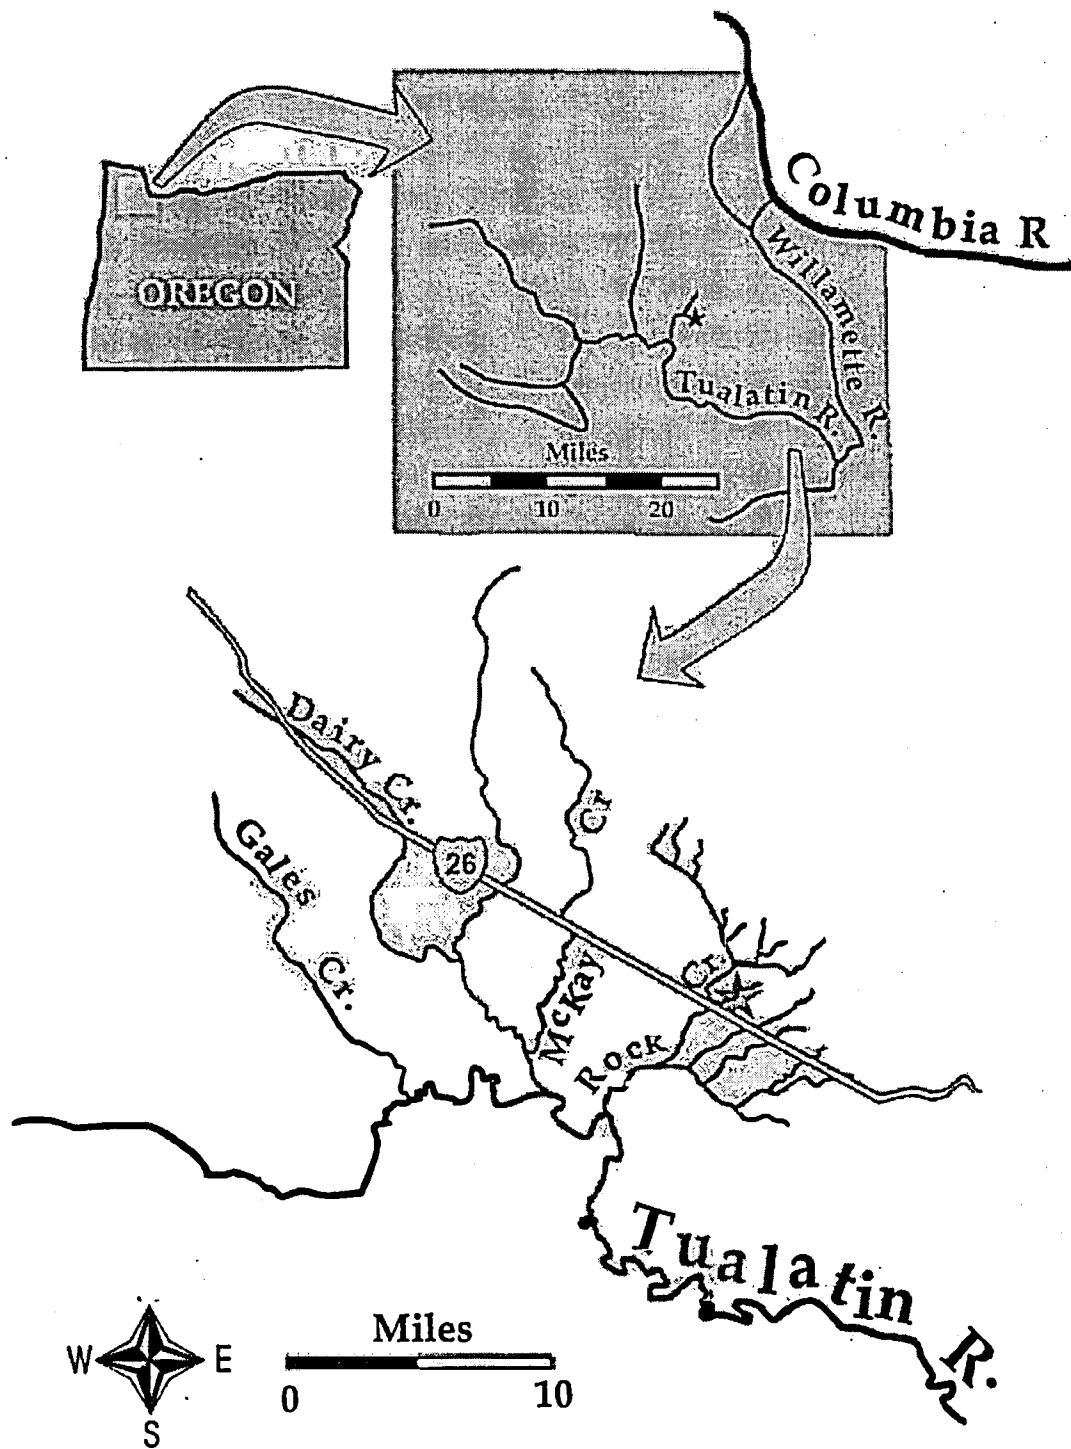 Columbia R
OREGON
Willamette R.
Tualatin R.
Miles
0 10 20
Dairy Cr.
Gales Cr.
26
McKay Cr
Rock Cr.
Tualatin R.
Miles
0 10
W E
S